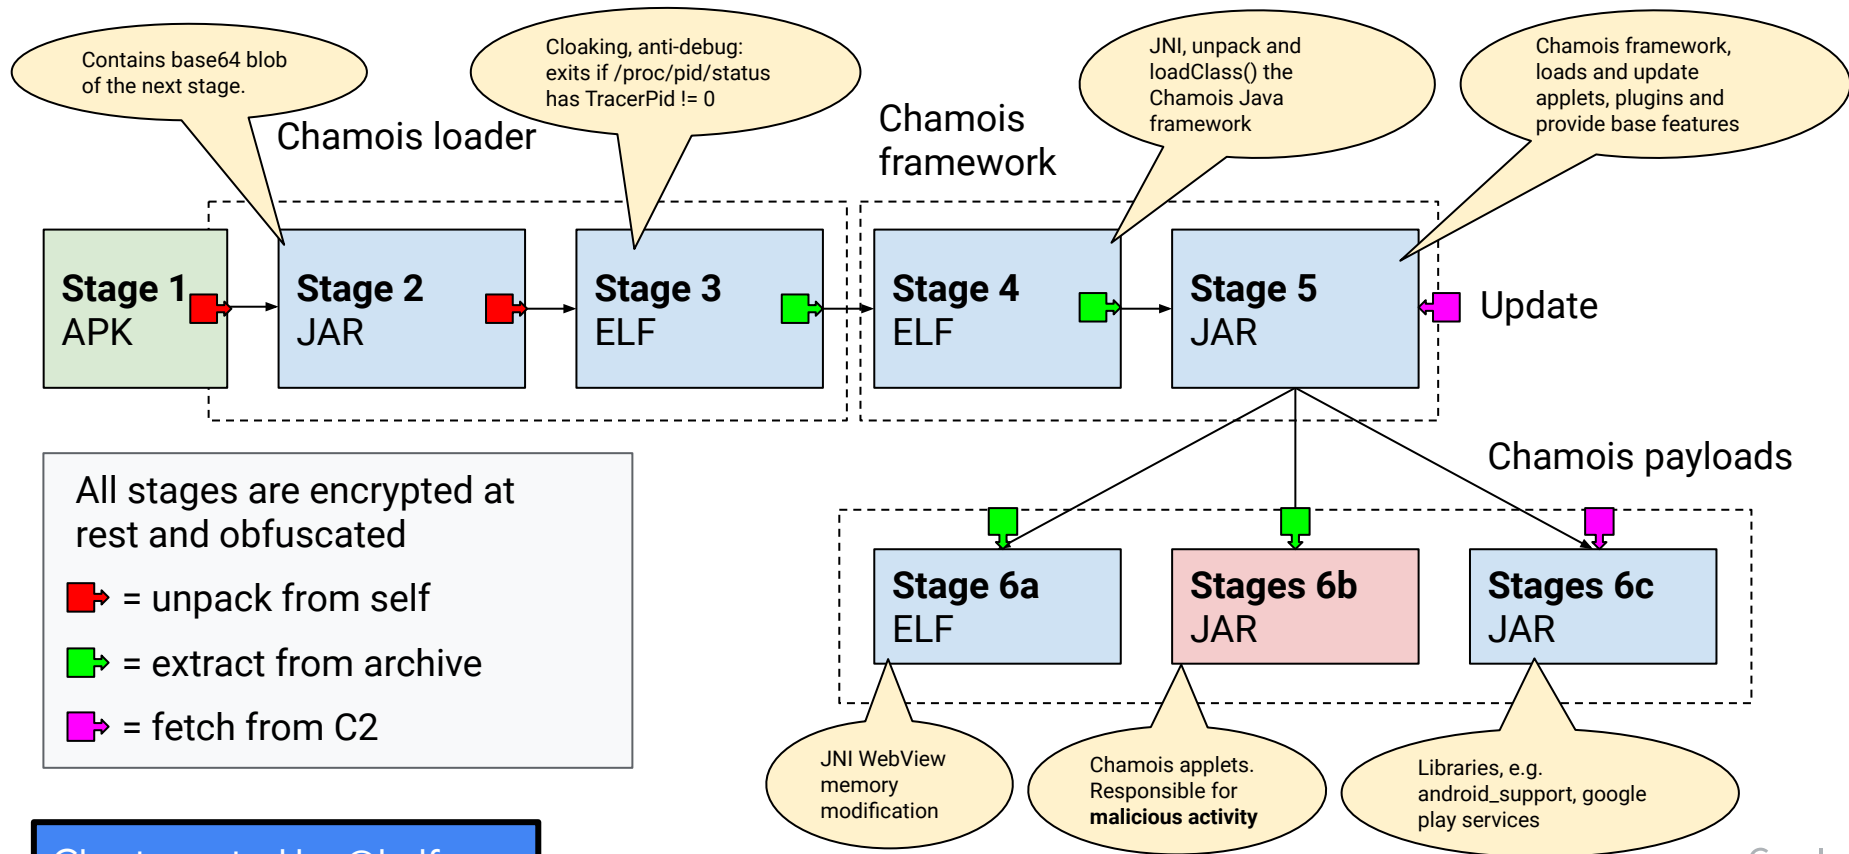 Contains base64 blob
of the next stage.
Cloaking, anti-debug:
exits if /proc/pid/status
has TracerPid != 0
JNI, unpack and
loadClass() the
Chamois Java
framework
Chamois framework,
loads and update
applets, plugins and
provide base features
Chamois loader
Chamois
framework
Stage 1
APK
Stage 2
JAR
Stage 3
ELF
Stage 4
ELF
Stage 5
JAR
Update
All stages are encrypted at
rest and obfuscated
= unpack from self
= extract from archive
= fetch from C2
Chamois payloads
Stage 6a
ELF
Stages 6b
JAR
Stages 6c
JAR
JNI WebView
memory
modification
Chamois applets.
Responsible for
malicious activity
Libraries, e.g.
android_support, google
play services